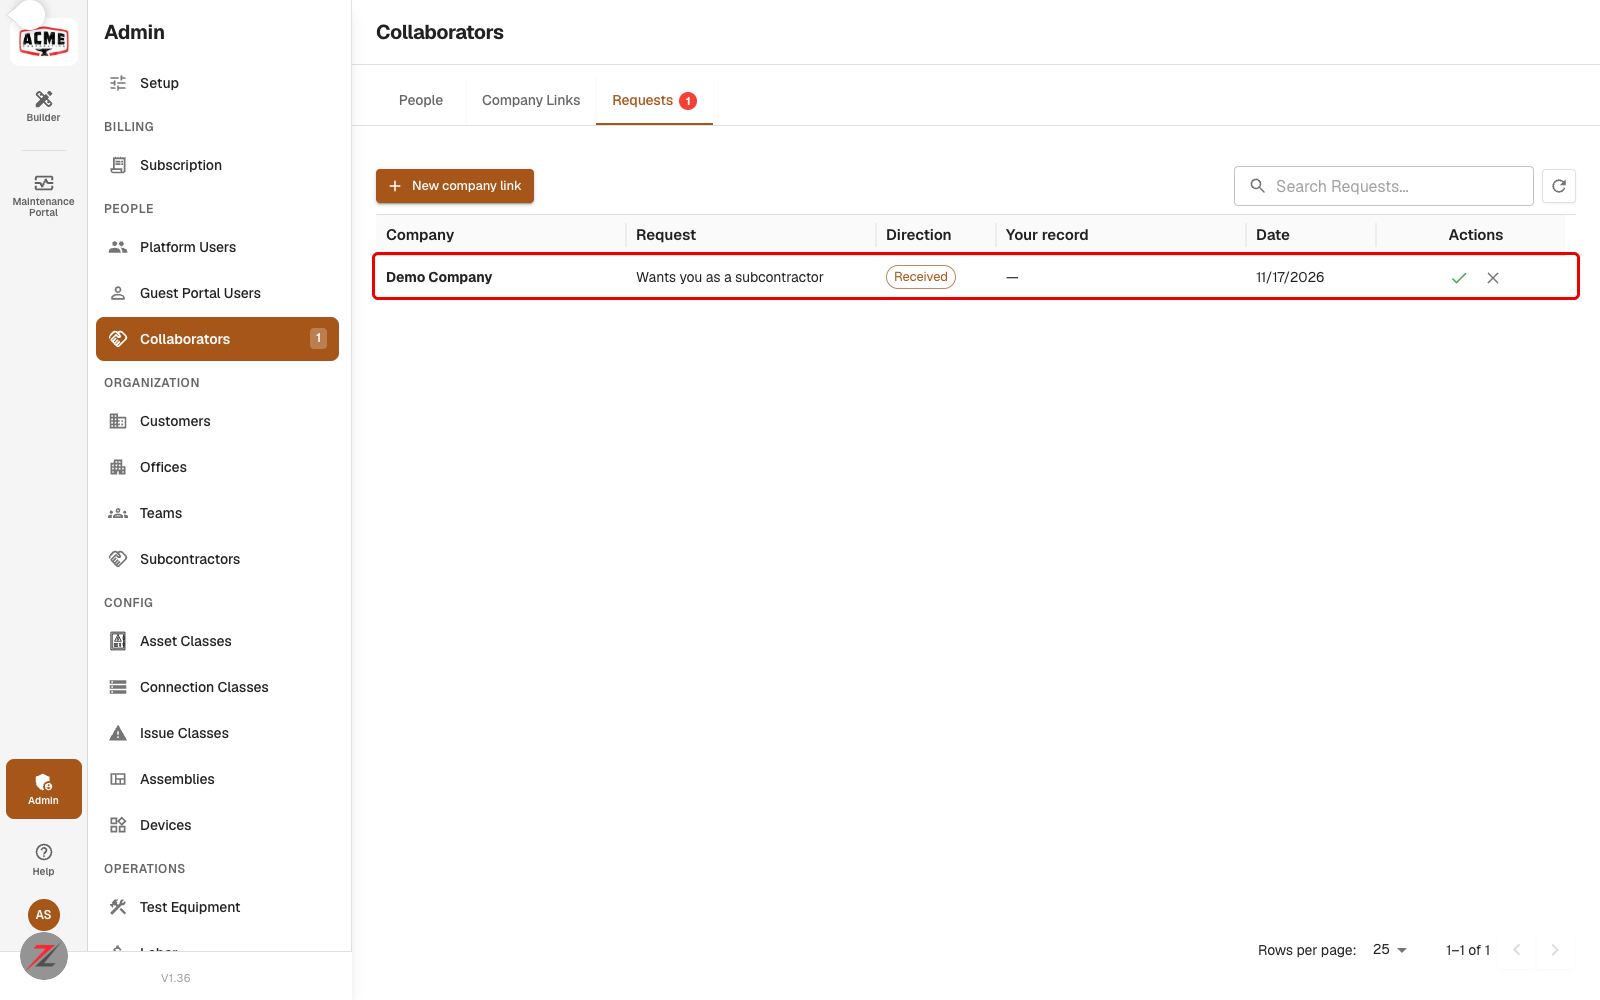 ACME
Builder
Maintenance
Portal
Admin
Help
AS
Admin
Setup
BILLING
Subscription
PEOPLE
Platform Users
Guest Portal Users
Collaborators 1
ORGANIZATION
Customers
Offices
Teams
Subcontractors
CONFIG
Asset Classes
Connection Classes
Issue Classes
Assemblies
Devices
OPERATIONS
Test Equipment
V1.36
Collaborators
People Company Links Requests 1
New company link
Search Requests...
Company Request Direction Your record Date Actions
Demo Company Wants you as a subcontractor Received — 11/17/2026
Rows per page: 25 1–1 of 1